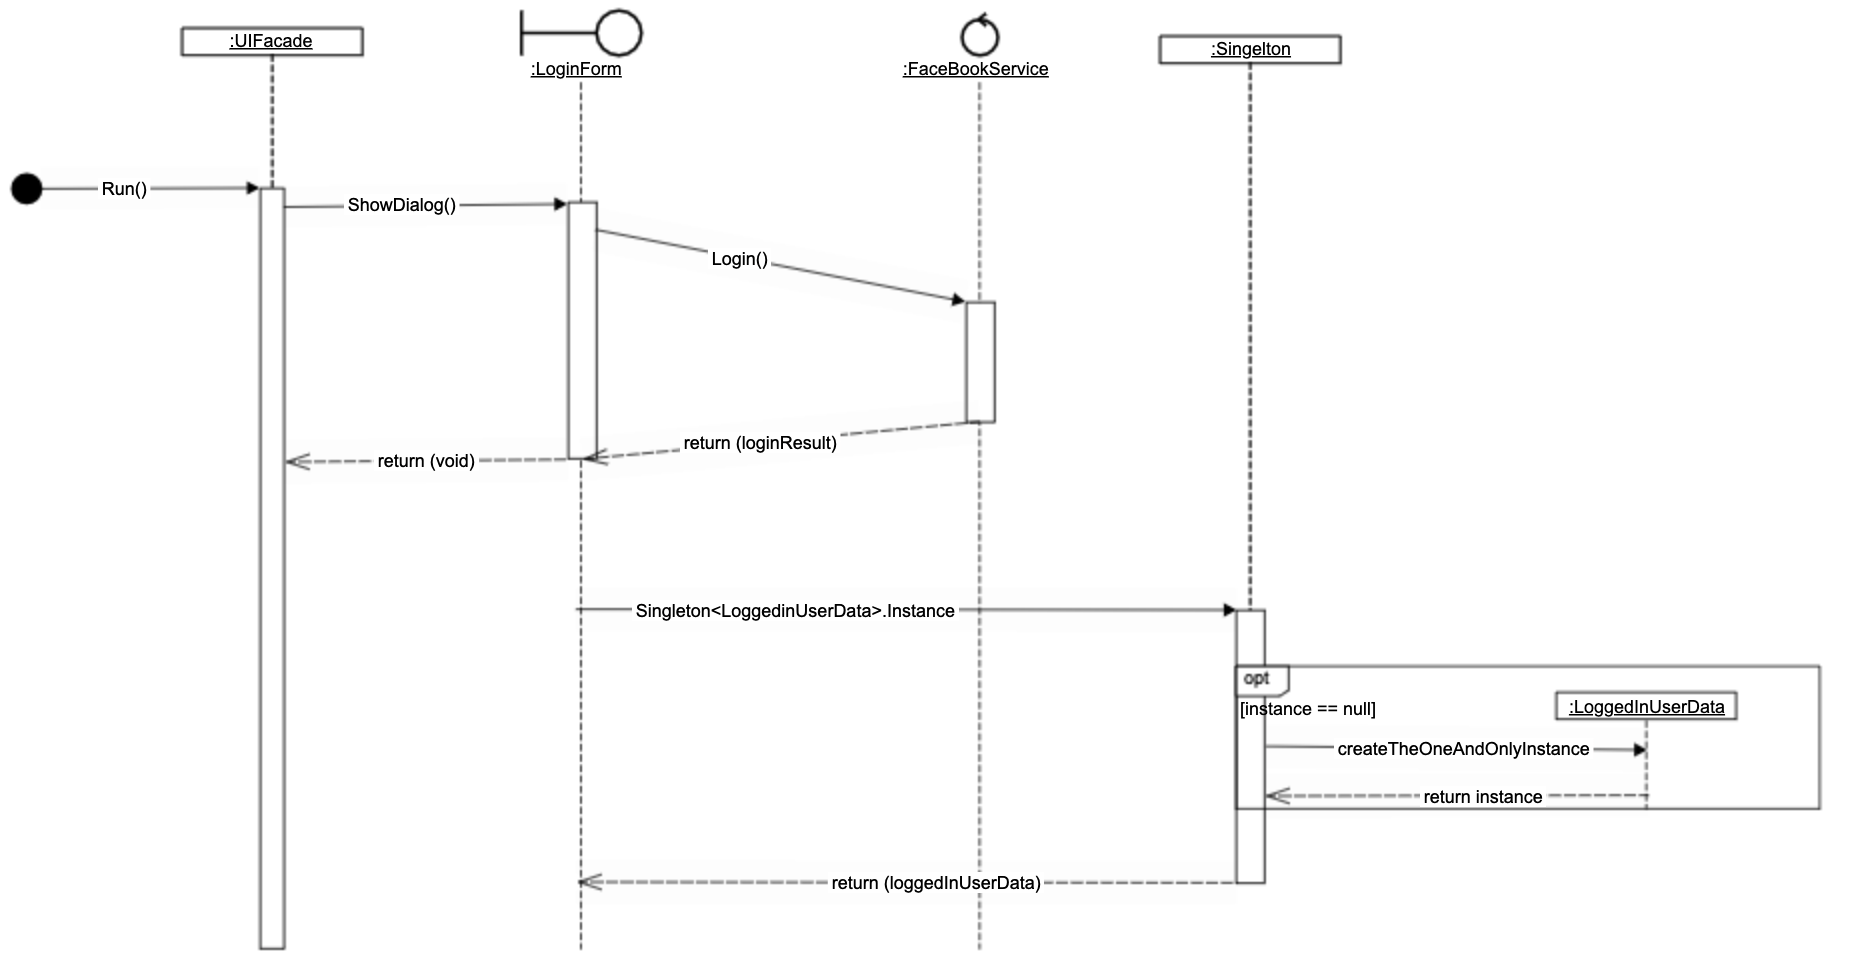 :UIFacade
:LoginForm
:FaceBookService
:Singelton
Run()
ShowDialog()
Login()
return (loginResult)
return (void)
Singleton<LoggedinUserData>.Instance
opt
[instance == null]
:LoggedInUserData
createTheOneAndOnlyInstance
return instance
return (loggedInUserData)